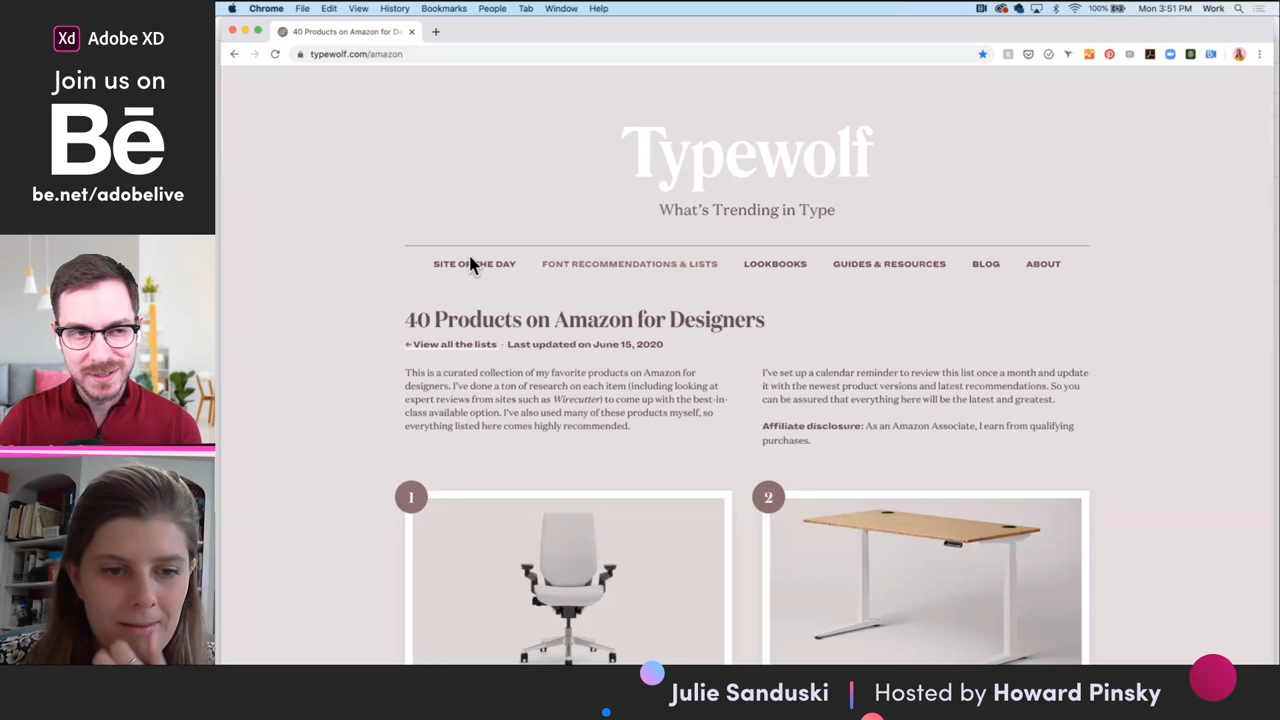 Xd Adobe XD
Join us on
Bē
be.net/adobelive
Chrome File Edit View History Bookmarks People Tab Window Help
100% Mon 3:51 PM Work
40 Products on Amazon for De
typewolf.com/amazon
Typewolf
What's Trending in Type
SITE OF THE DAY FONT RECOMMENDATIONS & LISTS LOOKBOOKS GUIDES & RESOURCES BLOG ABOUT
40 Products on Amazon for Designers
←View all the lists · Last updated on June 15, 2020
This is a curated collection of my favorite products on Amazon for
designers. I've done a ton of research on each item (including looking at
expert reviews from sites such as Wirecutter) to come up with the best-in-
class available option. I've also used many of these products myself, so
everything listed here comes highly recommended.
I've set up a calendar reminder to review this list once a month and update
it with the newest product versions and latest recommendations. So you
can be assured that everything here will be the latest and greatest.
Affiliate disclosure: As an Amazon Associate, I earn from qualifying
purchases.
1
2
Julie Sanduski | Hosted by Howard Pinsky